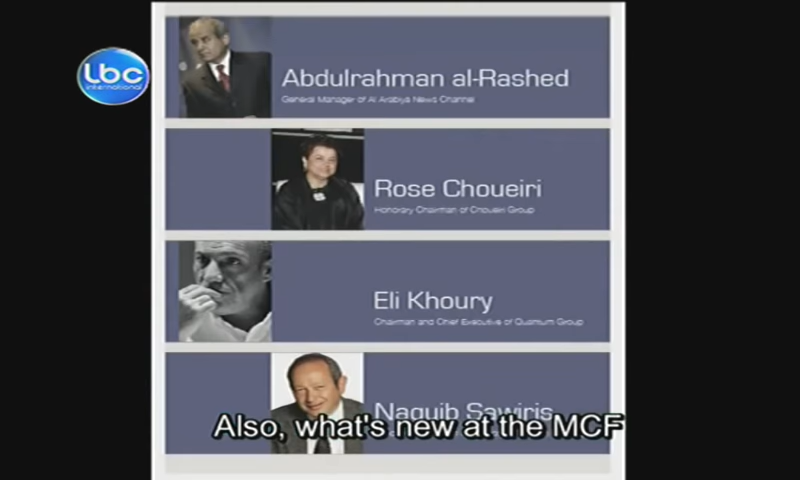 lbc
international
Abdulrahman al-Rashed
General Manager of Al Arabiya News Channel
Rose Choueiri
Honorary Chairman of Choueiri Group
Eli Khoury
Chairman and Chief Executive of Quantum Group
Naguib Sawiris
Also, what's new at the MCF